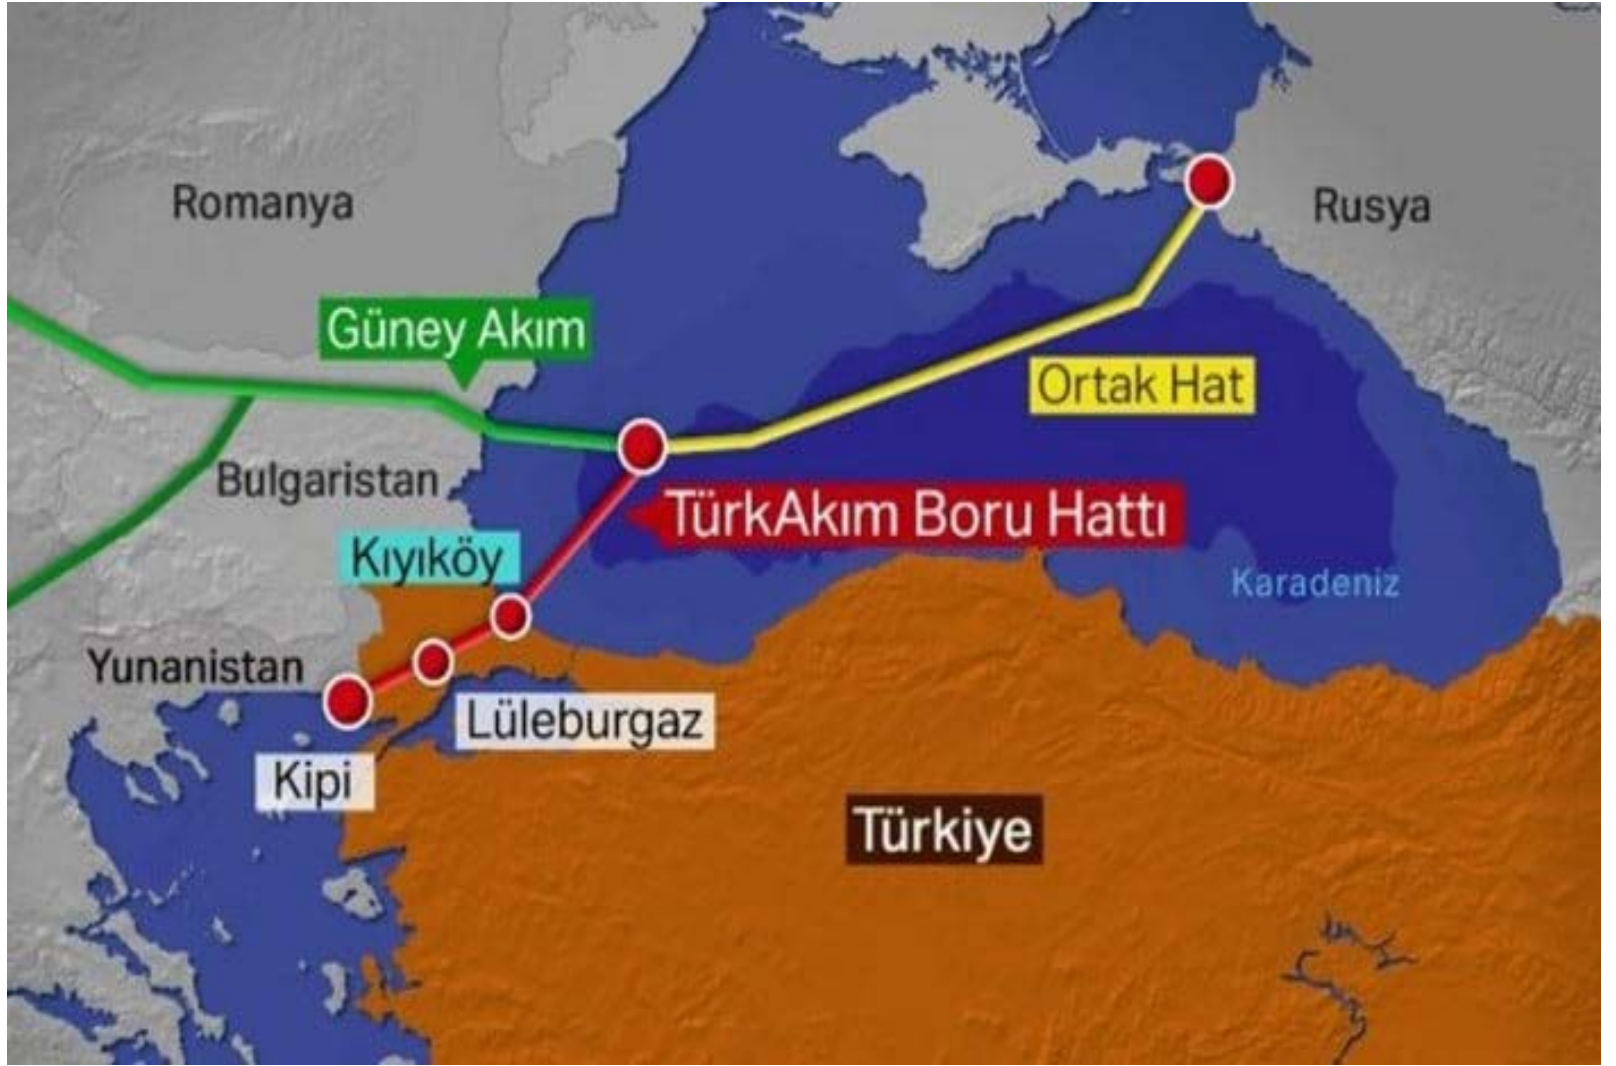 Romanya
Rusya
Güney Akım
Ortak Hat
Bulgaristan
TürkAkım Boru Hattı
Kıyıköy
Karadeniz
Yunanistan
Lüleburgaz
Kipi
Türkiye